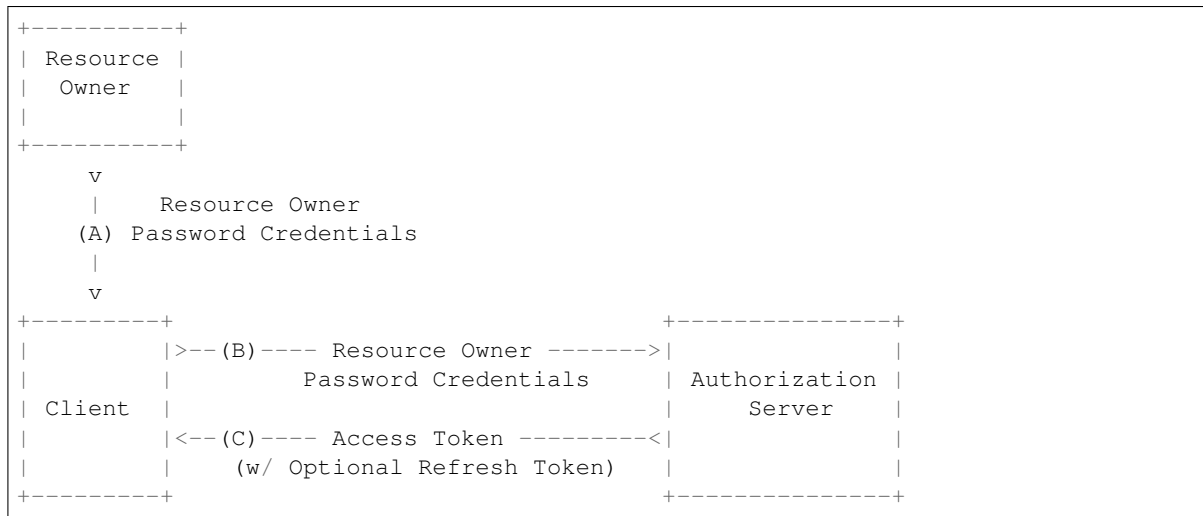 +----------+
| Resource |
|  Owner   |
|          |
+----------+
     v
     |    Resource Owner
    (A) Password Credentials
     |
     v
+---------+                                  +---------------+
|         |>--(B)---- Resource Owner ------->|               |
|         |         Password Credentials     | Authorization |
| Client  |                                  |     Server    |
|         |<--(C)---- Access Token ---------<|               |
|         |    (w/ Optional Refresh Token)   |               |
+---------+                                  +---------------+